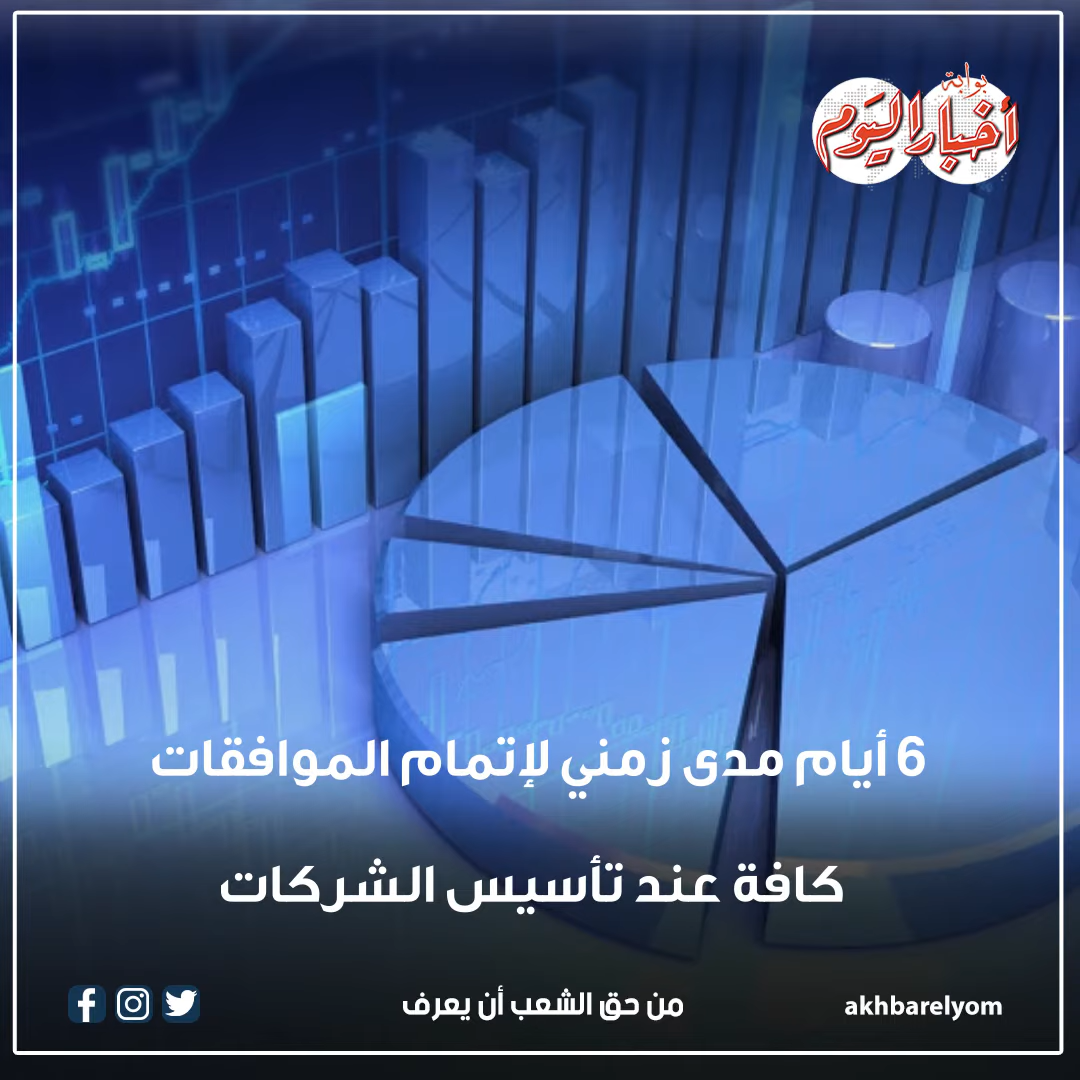 بوابة
أخبار اليوم
6 أيام مدى زمني لإتمام الموافقات
كافة عند تأسيس الشركات
من حق الشعب أن يعرف
akhbarelyom